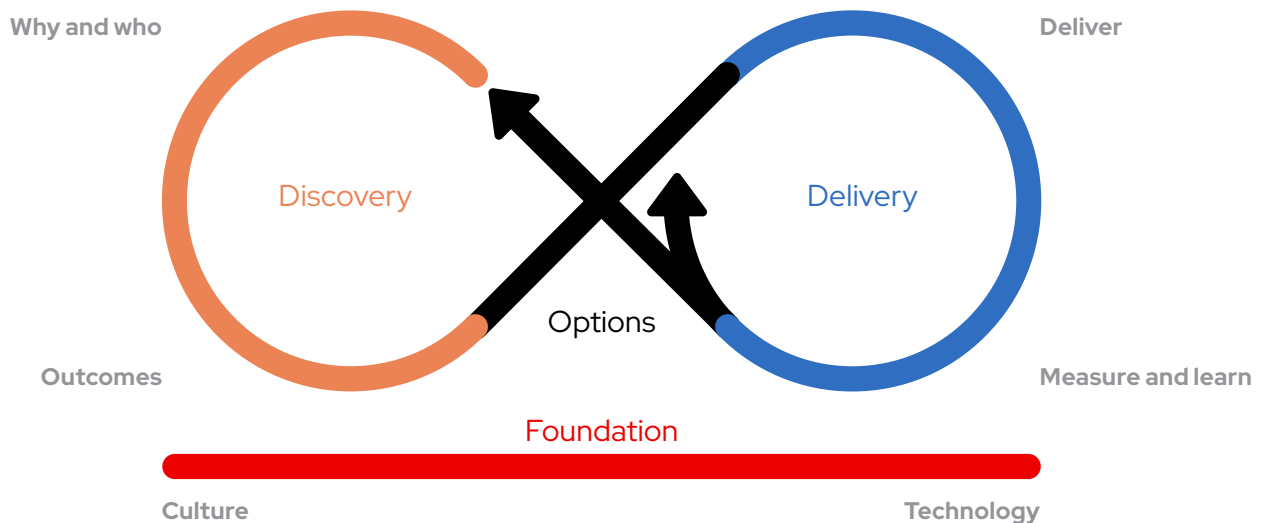 Why and who
Deliver
Discovery
Delivery
Options
Outcomes
Measure and learn
Foundation
Culture
Technology